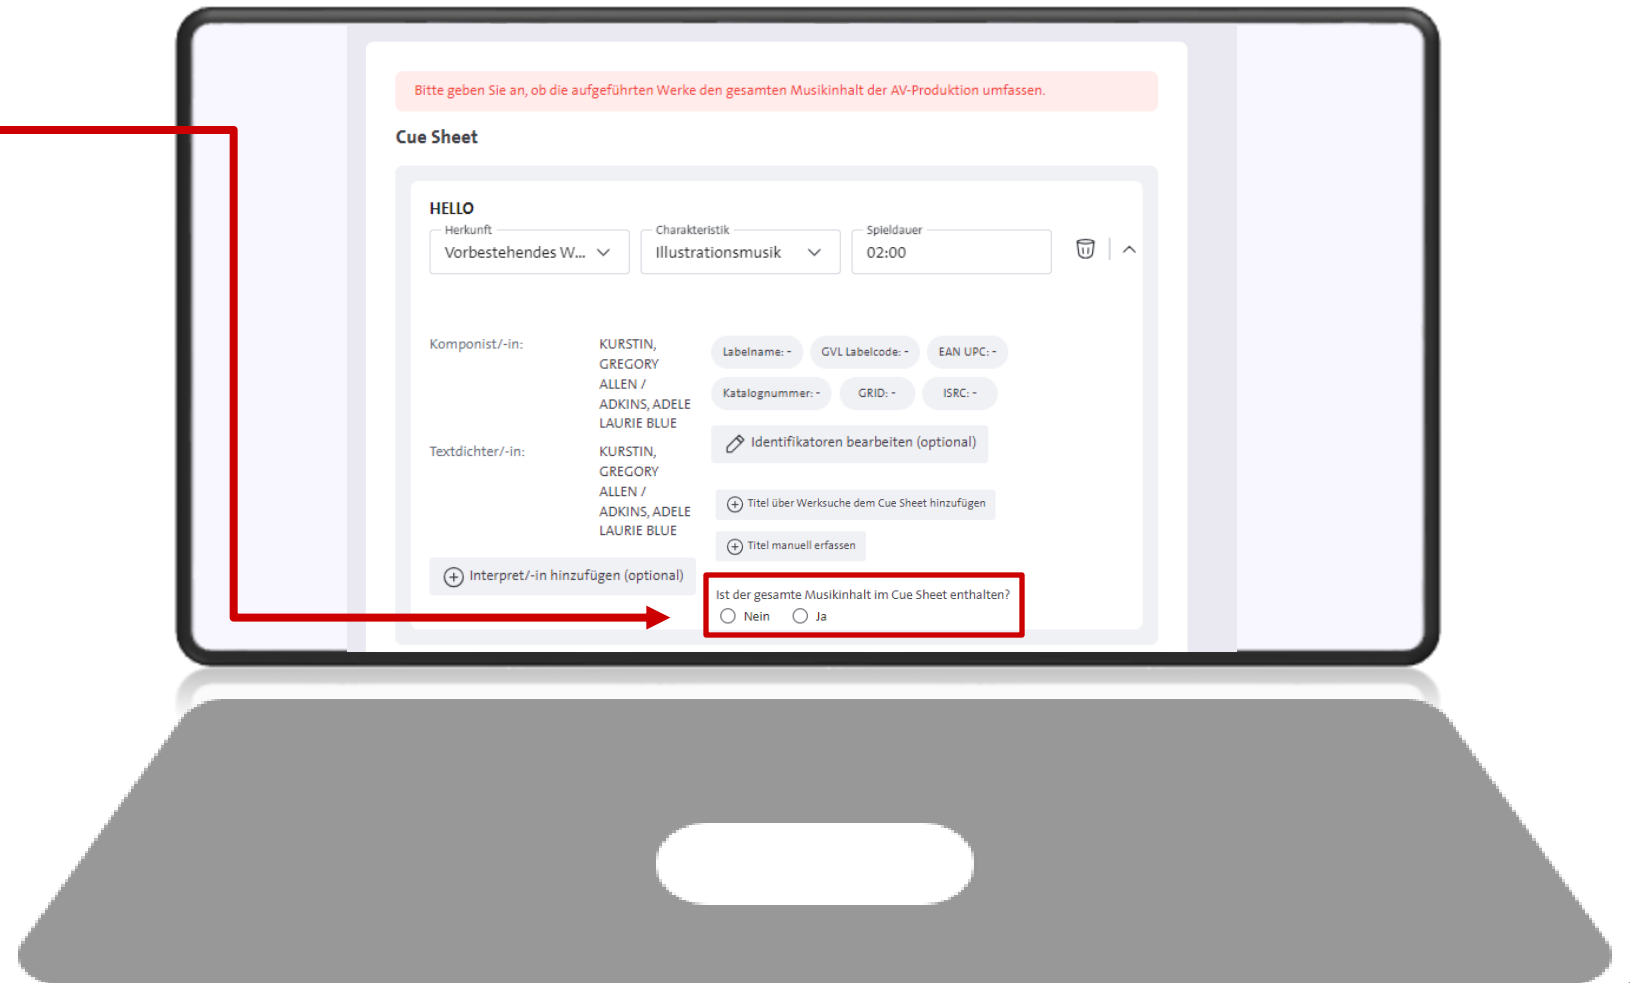 Bitte geben Sie an, ob die aufgeführten Werke den gesamten Musikinhalt der AV-Produktion umfassen.
Cue Sheet
HELLO
Herkunft
Vorbestehendes W...
Charakteristik
Illustrationsmusik
Spieldauer
02:00
Komponist/-in:
KURSTIN,
GREGORY
ALLEN /
ADKINS, ADELE
LAURIE BLUE
Textdichter/-in:
KURSTIN,
GREGORY
ALLEN /
ADKINS, ADELE
LAURIE BLUE
Interpret/-in hinzufügen (optional)
Labelname: -
GVL Labelcode: -
EAN UPC: -
Katalognummer: -
GRID: -
ISRC: -
Identifikatoren bearbeiten (optional)
Titel über Werksuche dem Cue Sheet hinzufügen
Titel manuell erfassen
Ist der gesamte Musikinhalt im Cue Sheet enthalten?
Nein
Ja